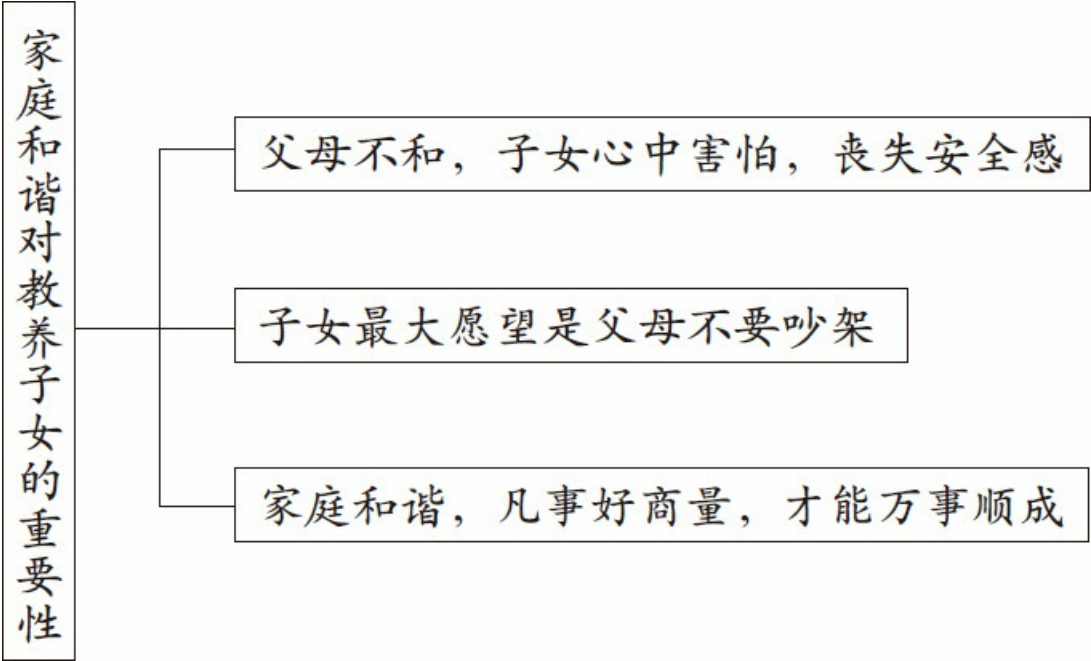 家庭和谐对教养子女的重要性
父母不和，子女心中害怕，丧失安全感
子女最大愿望是父母不要吵架
家庭和谐，凡事好商量，才能万事顺成